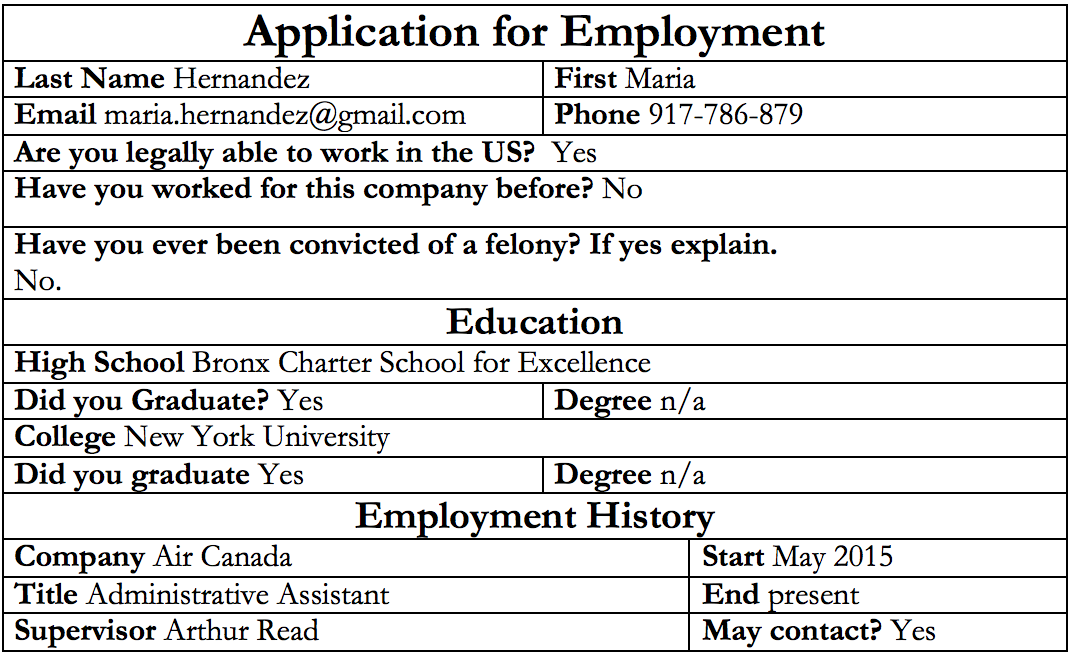 Application for Employment
Last Name Hernandez First Maria
Email maria.hernandez@gmail.com Phone 917-786-879
Are you legally able to work in the US? Yes
Have you worked for this company before? No
Have you ever been convicted of a felony? If yes explain.
No.
Education
High School Bronx Charter School for Excellence
Did you Graduate? Yes Degree n/a
College New York University
Did you graduate Yes Degree n/a
Employment History
Company Air Canada Start May 2015
Title Administrative Assistant End present
Supervisor Arthur Read May contact? Yes